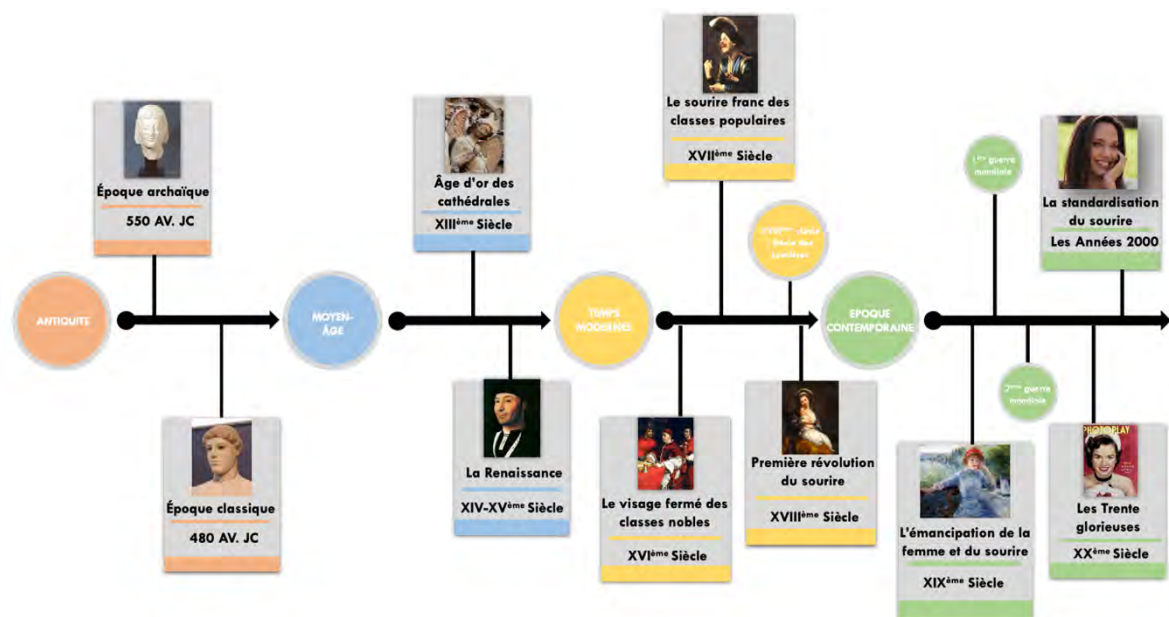 ANTIQUITE
Époque archaïque
550 AV. JC
Époque classique
480 AV. JC
MOYEN-
ÂGE
Âge d'or des
cathédrales
XIIIème Siècle
La Renaissance
XIV-XVème Siècle
TEMPS
MODERNES
Le visage fermé des
classes nobles
XVIème Siècle
Le sourire franc des
classes populaires
XVIIème Siècle
siècle
Première révolution
du sourire
XVIIIème Siècle
EPOQUE
CONTEMPORAINE
L'émancipation de la
femme et du sourire
XIXème Siècle
1ère guerre
mondiale
2ème guerre
mondiale
PHOTOPLAY
Les Trente
glorieuses
XXème Siècle
La standardisation
du sourire
Les Années 2000